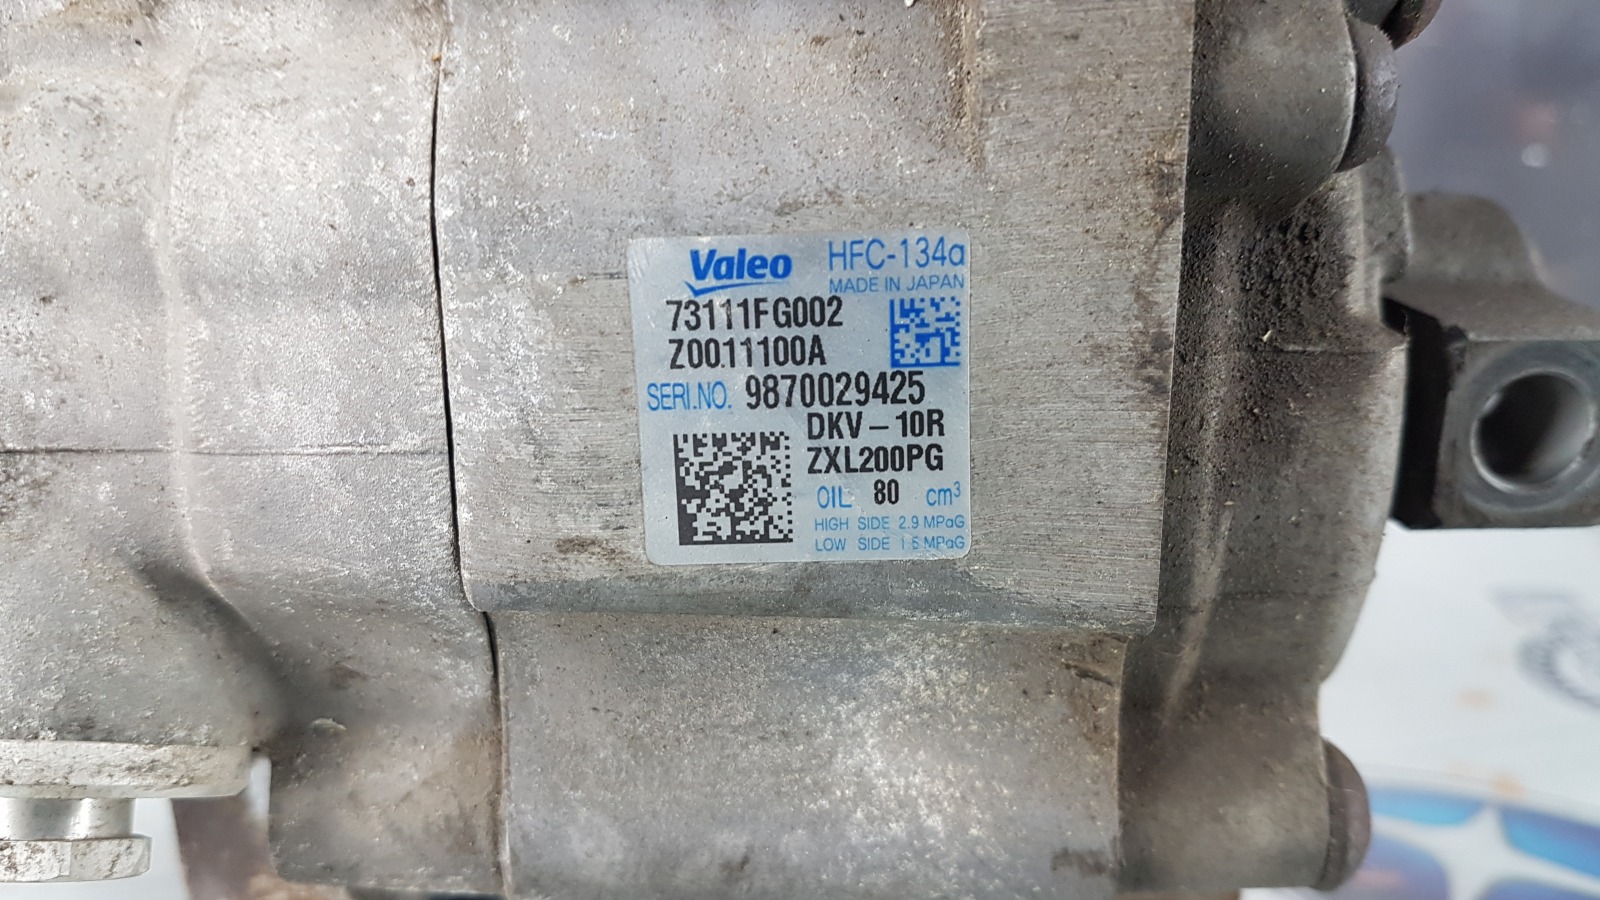 Valeo HFC-134a
MADE IN JAPAN
73111FG002
Z0011100A
SERI.NO. 9870029425
DKV-10R
ZXL200PG
OIL 80 cm³
HIGH SIDE 2.9 MPaG
LOW SIDE 1.6 MPaG